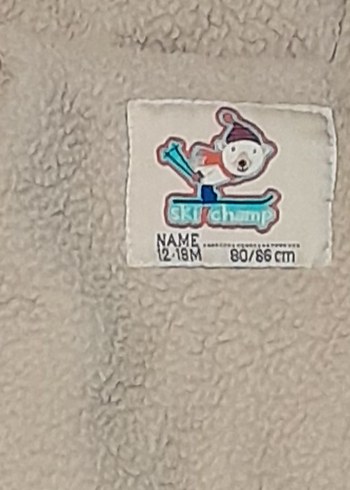 ski champ
NAME....................
12-18M 80/86 cm